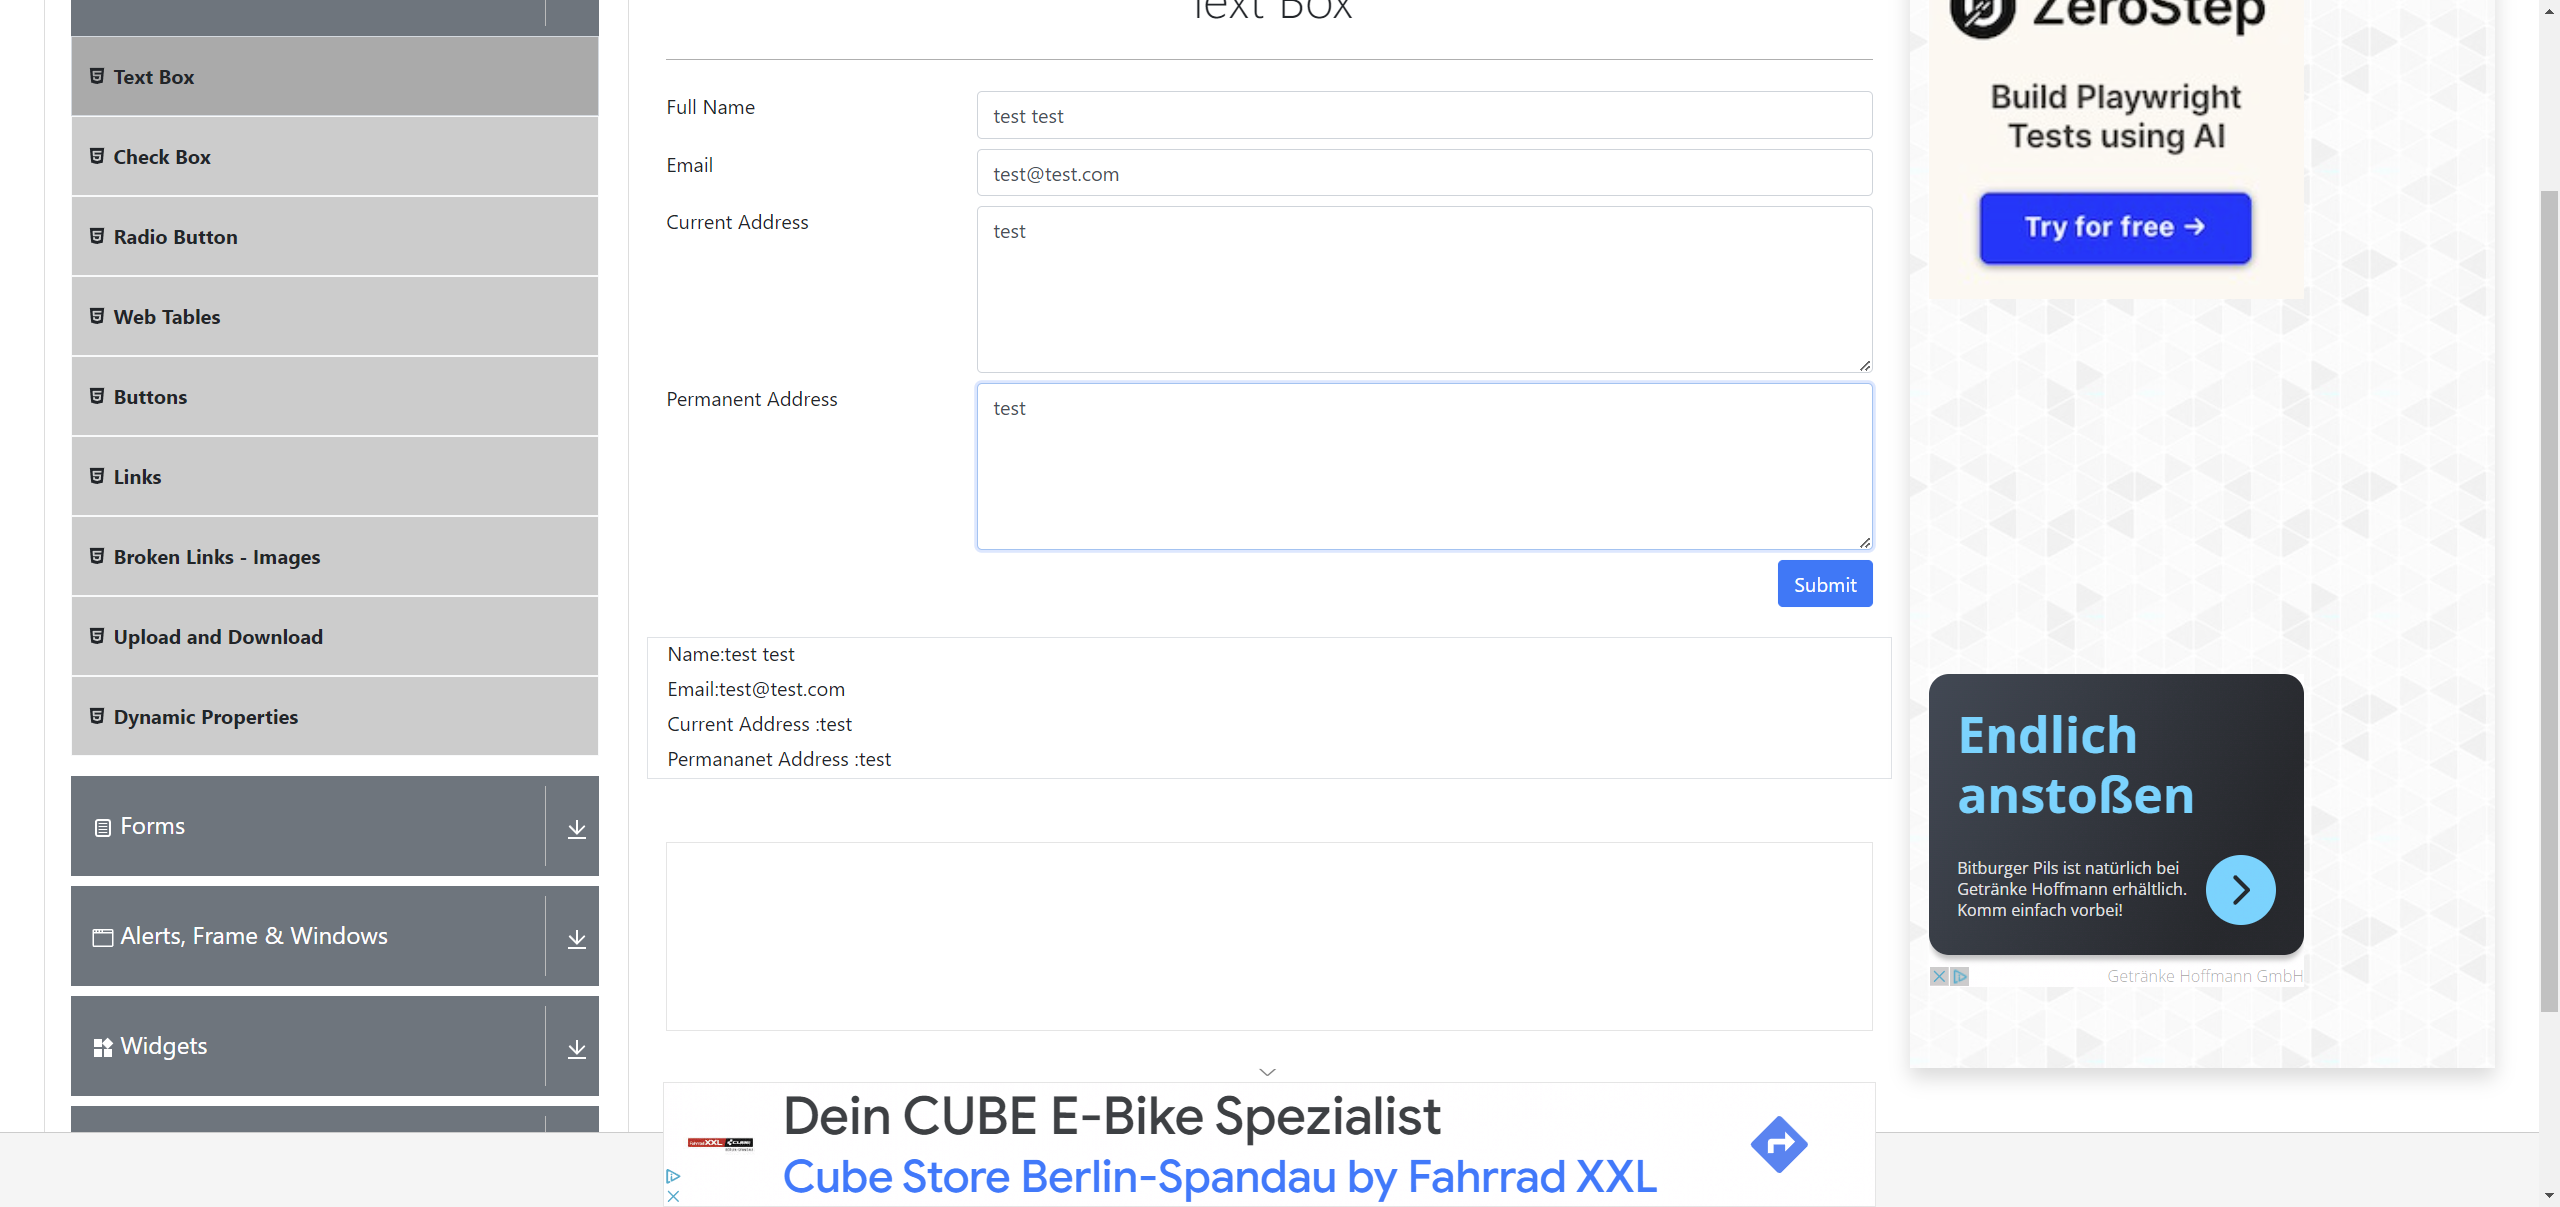 Text Box
Text Box
Check Box
Radio Button
Web Tables
Buttons
Links
Broken Links - Images
Upload and Download
Dynamic Properties
Forms
Alerts, Frame & Windows
Widgets
Full Name
test test
Email
test@test.com
Current Address
test
Permanent Address
test
Submit
Name:test test
Email:test@test.com
Current Address :test
Permananet Address :test
ZeroStep
Build Playwright
Tests using AI
Try for free →
Endlich
anstoßen
Bitburger Pils ist natürlich bei
Getränke Hoffmann erhältlich.
Komm einfach vorbei!
Getränke Hoffmann GmbH
Dein CUBE E-Bike Spezialist
Cube Store Berlin-Spandau by Fahrrad XXL